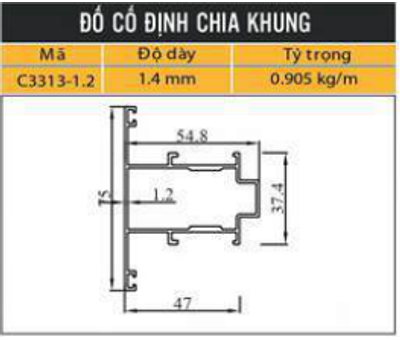 ĐỐ CỐ ĐỊNH CHIA KHUNG
Mã Độ dày Tỷ trọng
C3313-1.2 1.4 mm 0.905 kg/m
54.8
75
1.2
37.4
47